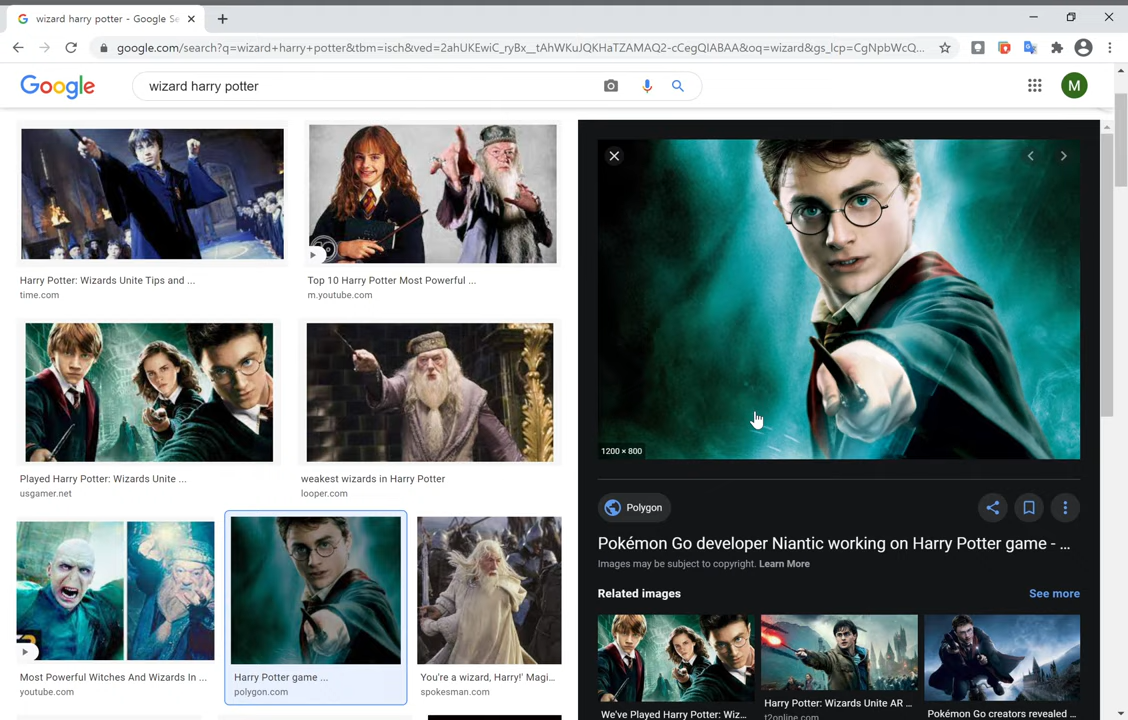 wizard harry potter - Google Se
google.com/search?q=wizard+harry+potter&tbm=isch&ved=2ahUKEwiC_ryBx__tAhWKuJQKHaTZAMAQ2-cCegQIABAA&oq=wizard&gs_lcp=CgNpbWcQ...
Google
wizard harry potter
M
Harry Potter: Wizards Unite Tips and ...
time.com
Top 10 Harry Potter Most Powerful ...
m.youtube.com
Played Harry Potter: Wizards Unite ...
usgamer.net
weakest wizards in Harry Potter
looper.com
Most Powerful Witches And Wizards In ...
youtube.com
Harry Potter game ...
polygon.com
You're a wizard, Harry!' Magi...
spokesman.com
1200 × 800
Polygon
Pokémon Go developer Niantic working on Harry Potter game - ...
Images may be subject to copyright. Learn More
Related images
See more
We've Played Harry Potter: Wiz...
Harry Potter: Wizards Unite AR ...
t2online.com
Pokémon Go creators revealed ...